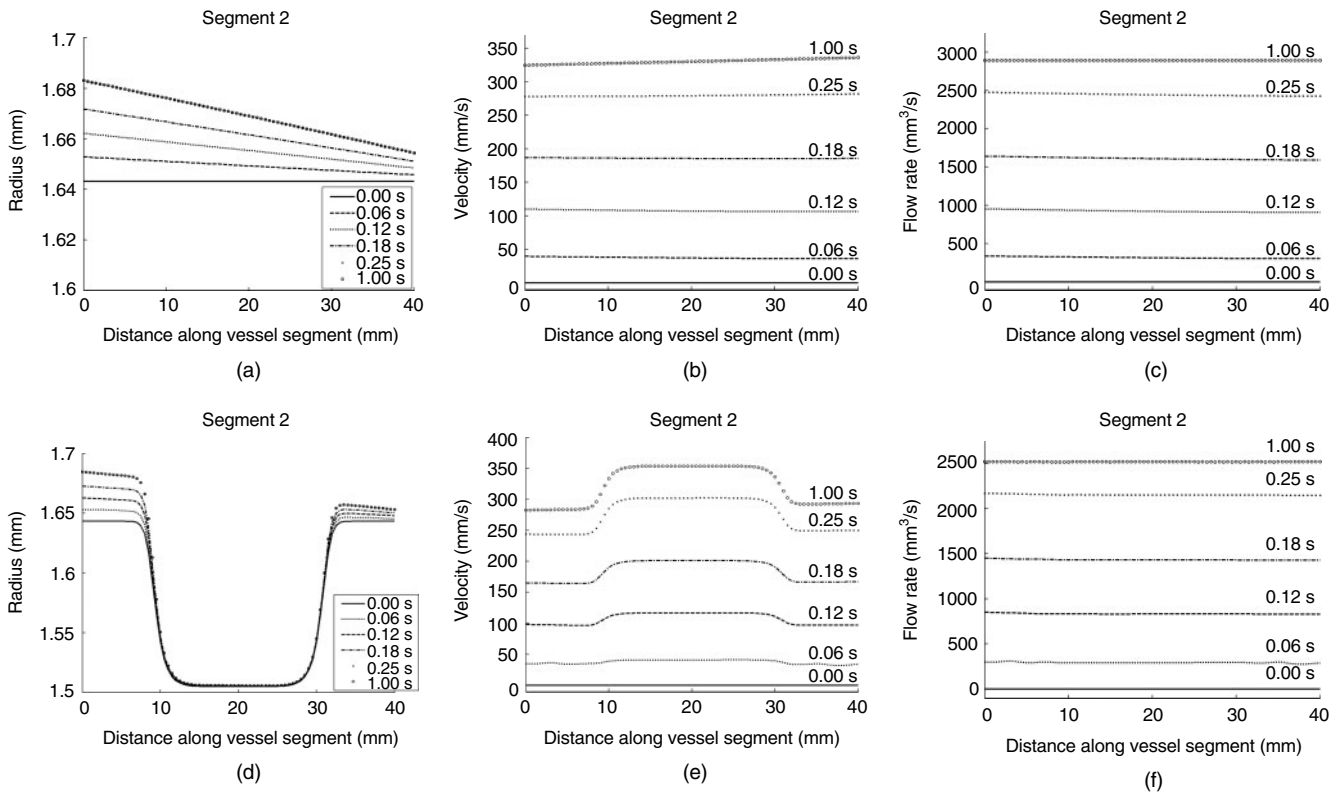 Segment 2
1.7
1.68
1.66
1.64
1.62
1.6
Radius (mm)
0.00 s
0.06 s
0.12 s
0.18 s
0.25 s
1.00 s
0 10 20 30 40
Distance along vessel segment (mm)
(a)
Segment 2
350
300
250
200
150
100
50
0
Velocity (mm/s)
1.00 s
0.25 s
0.18 s
0.12 s
0.06 s
0.00 s
0 10 20 30 40
Distance along vessel segment (mm)
(b)
Segment 2
3000
2500
2000
1500
1000
500
0
Flow rate (mm³/s)
1.00 s
0.25 s
0.18 s
0.12 s
0.06 s
0.00 s
0 10 20 30 40
Distance along vessel segment (mm)
(c)
Segment 2
1.7
1.65
1.6
1.55
1.5
Radius (mm)
0.00 s
0.06 s
0.12 s
0.18 s
0.25 s
1.00 s
0 10 20 30 40
Distance along vessel segment (mm)
(d)
Segment 2
400
350
300
250
200
150
100
50
0
Velocity (mm/s)
1.00 s
0.25 s
0.18 s
0.12 s
0.06 s
0.00 s
0 10 20 30 40
Distance along vessel segment (mm)
(e)
Segment 2
2500
2000
1500
1000
500
0
Flow rate (mm³/s)
1.00 s
0.25 s
0.18 s
0.12 s
0.06 s
0.00 s
0 10 20 30 40
Distance along vessel segment (mm)
(f)